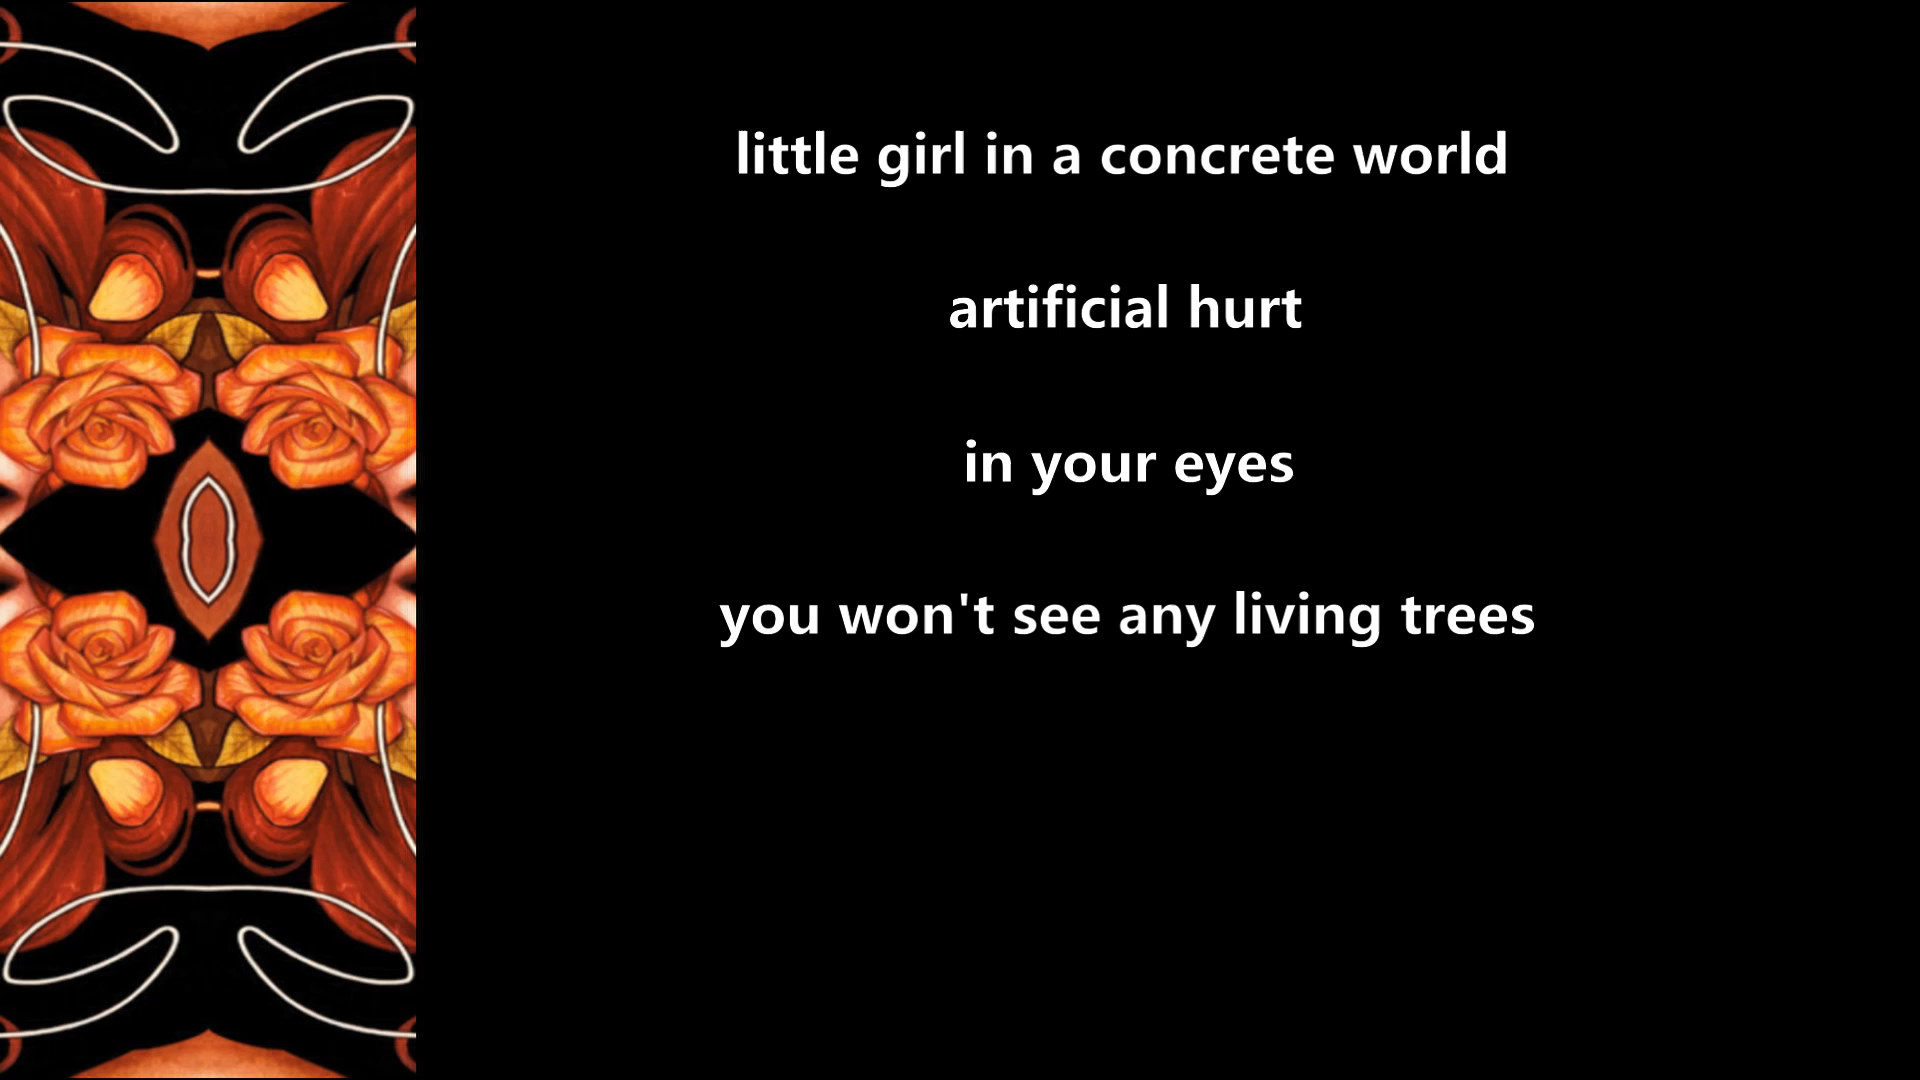 little girl in a concrete world
artificial hurt
in your eyes
you won't see any living trees